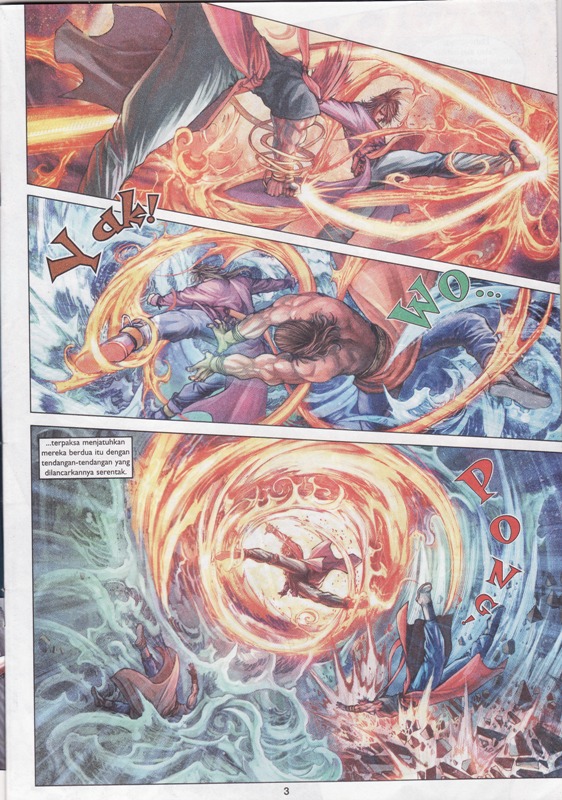 Yak!
WO...
...terpaksa menjatuhkan
mereka berdua itu dengan
tendangan-tendangan yang
dilancarkannya serentak.
PONG!
3